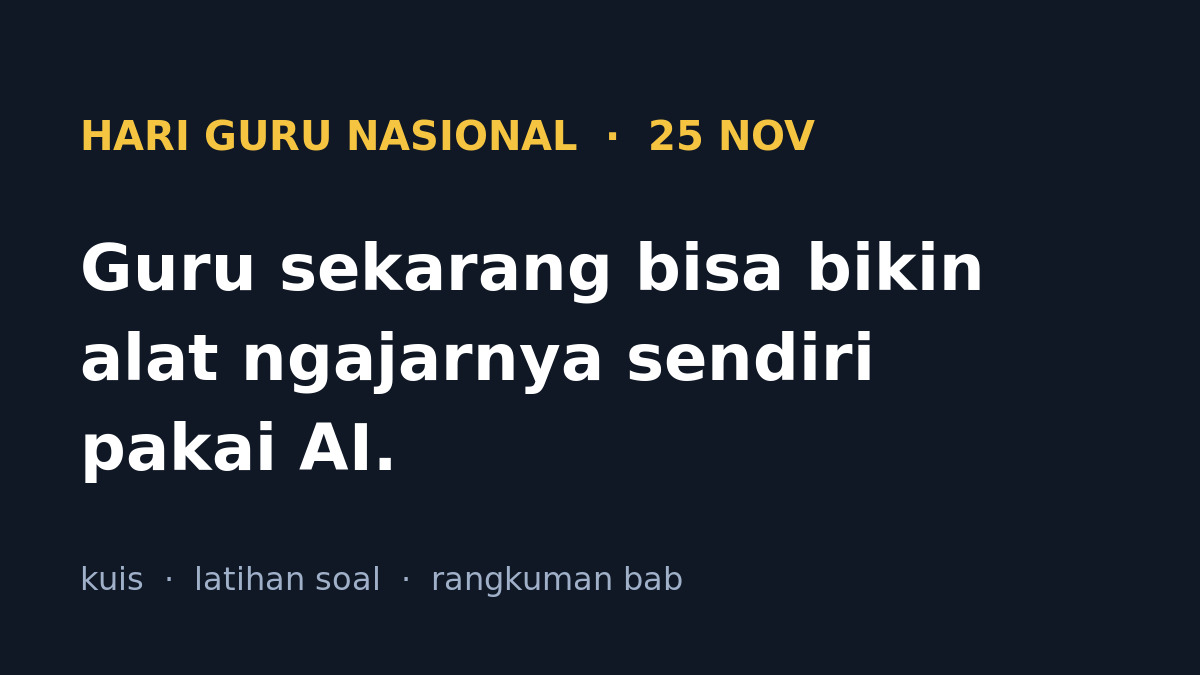 HARI GURU NASIONAL · 25 NOV
Guru sekarang bisa bikin
alat ngajarnya sendiri
pakai AI.
kuis · latihan soal · rangkuman bab